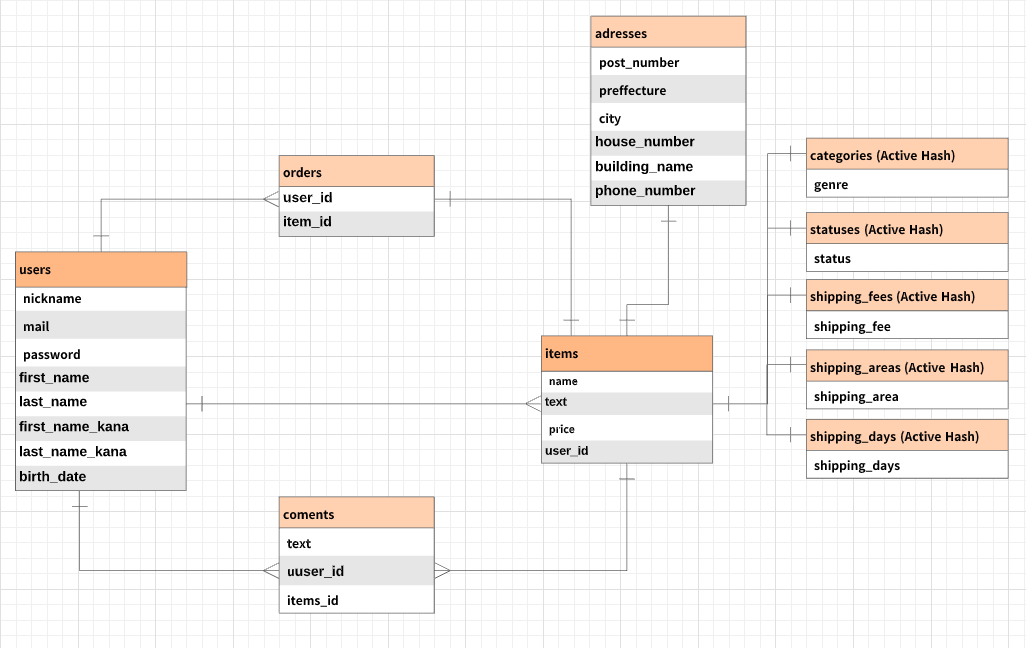 adresses
post_number
preffecture
city
house_number
building_name
phone_number
categories (Active Hash)
genre
orders
user_id
item_id
statuses (Active Hash)
status
users
nickname
mail
password
first_name
last_name
first_name_kana
last_name_kana
birth_date
shipping_fees (Active Hash)
shipping_fee
items
name
text
price
user_id
shipping_areas (Active Hash)
shipping_area
shipping_days (Active Hash)
shipping_days
coments
text
uuser_id
items_id